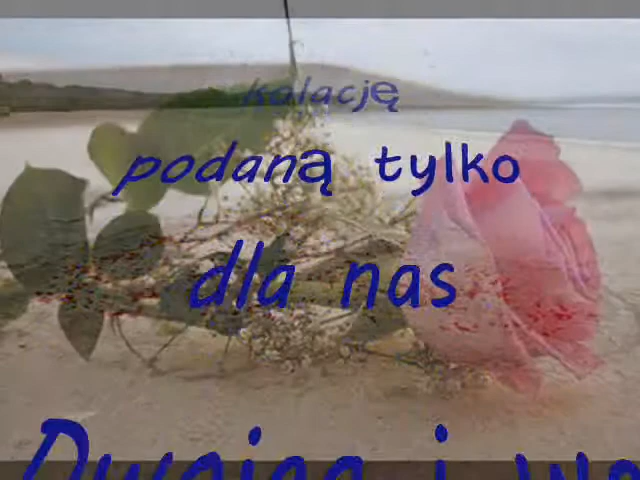 kolację
podaną tylko
dla nas